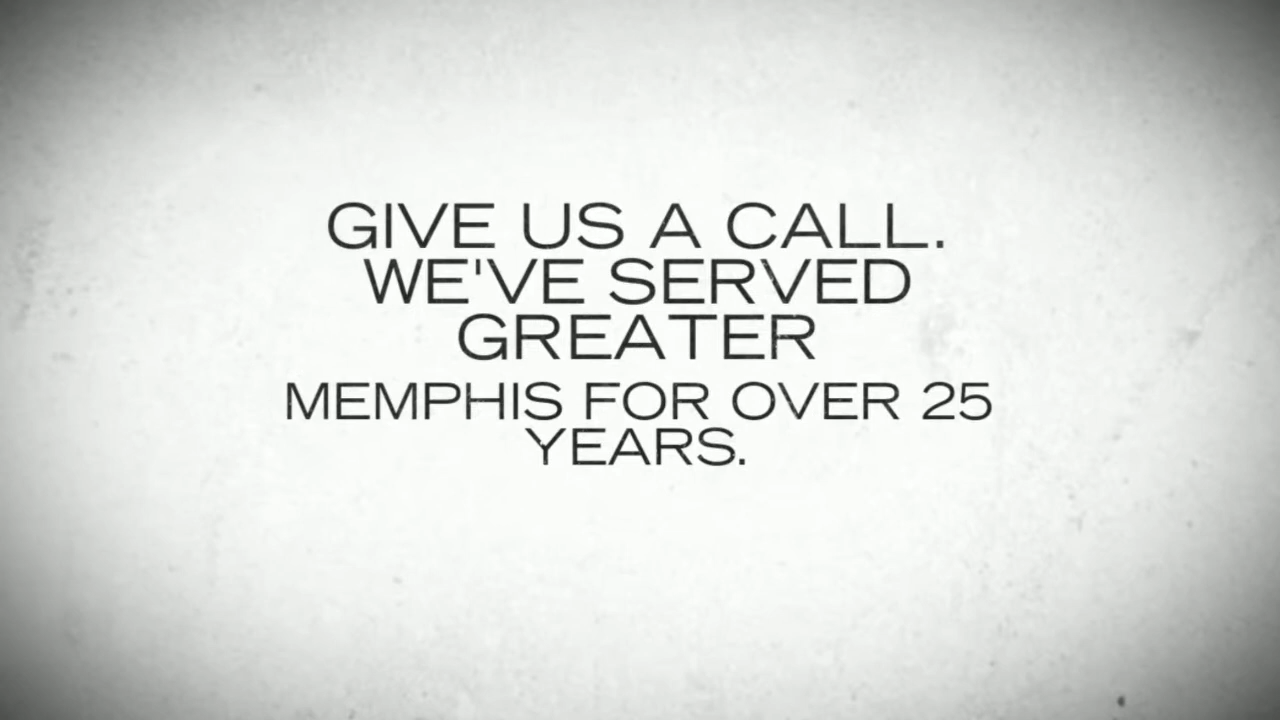 GIVE US A CALL.
WE'VE SERVED
GREATER
MEMPHIS FOR OVER 25
YEARS.